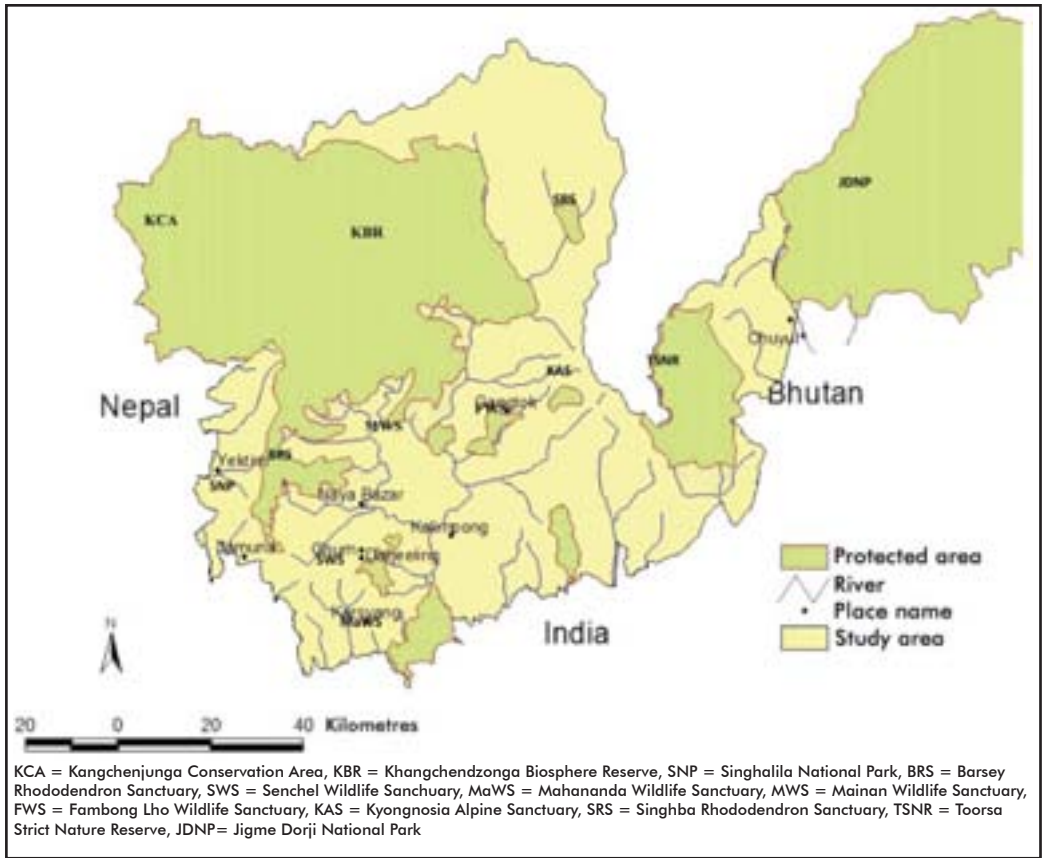 KCA
KBR
SRS
JDNP
TSNR
Chuyul
KAS
Nepal
Bhutan
MWS
BRS
SNP
Naya Bazar
Kalimpong
SWS
Darjeeling
MaWS
India
Protected area
River
Place name
Study area
N
20 0 20 40 Kilometres
KCA = Kangchenjunga Conservation Area, KBR = Khangchendzonga Biosphere Reserve, SNP = Singhalila National Park, BRS = Barsey
Rhododendron Sanctuary, SWS = Senchel Wildlife Sanchuary, MaWS = Mahananda Wildlife Sanctuary, MWS = Mainan Wildlife Sanctuary,
FWS = Fambong Lho Wildlife Sanctuary, KAS = Kyongnosia Alpine Sanctuary, SRS = Singhba Rhododendron Sanctuary, TSNR = Toorsa
Strict Nature Reserve, JDNP= Jigme Dorji National Park